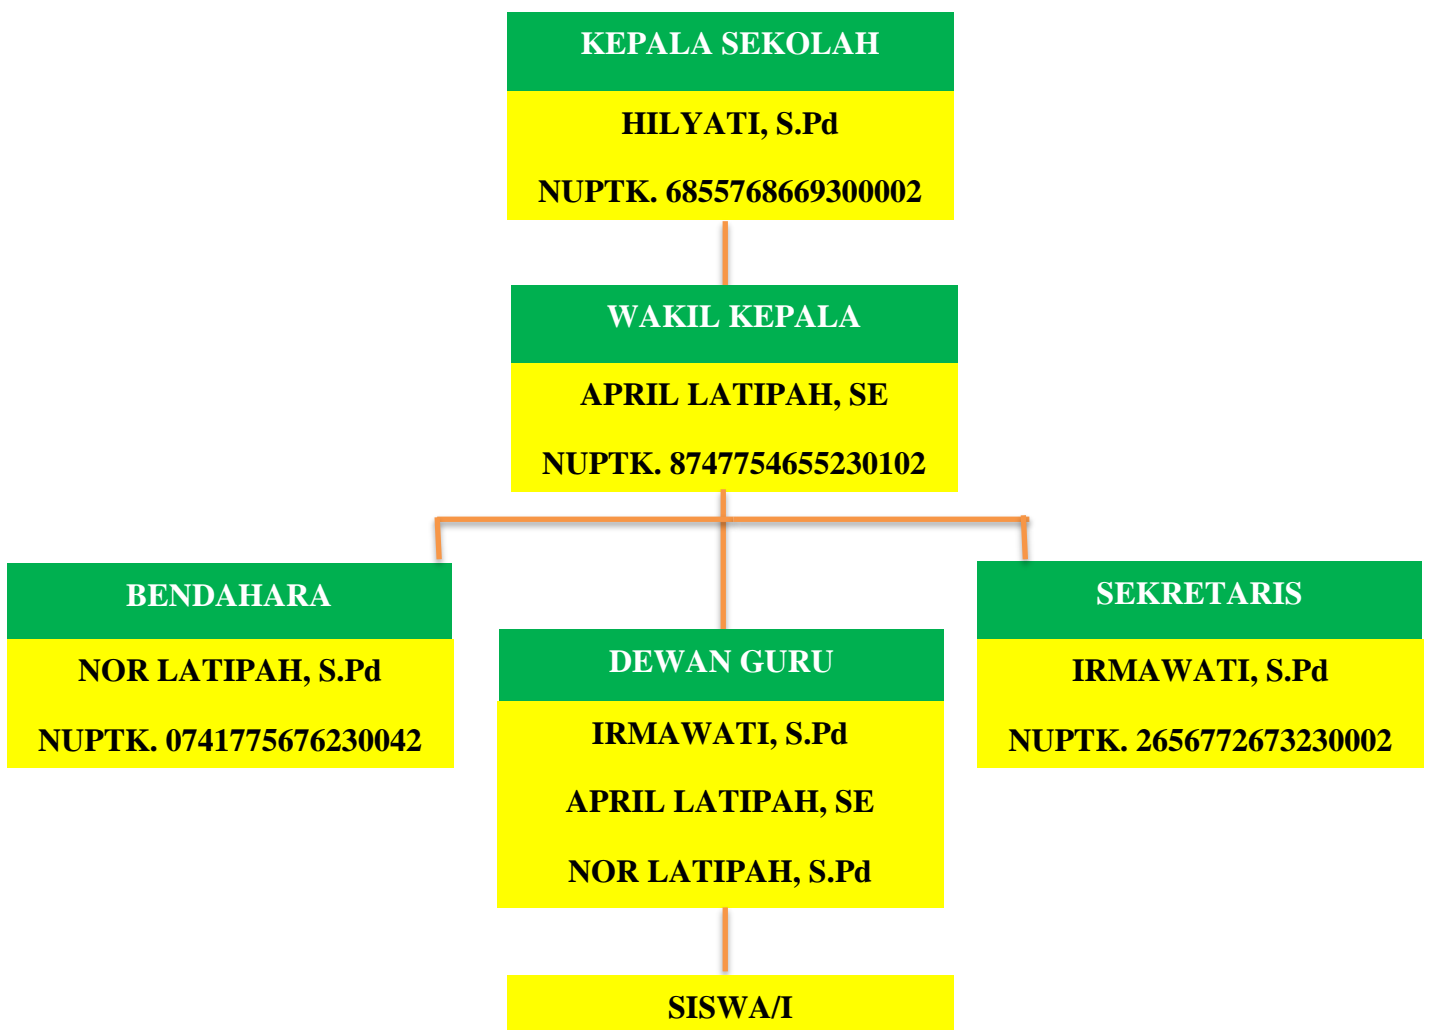 KEPALA SEKOLAH
HILYATI, S.Pd
NUPTK. 6855768669300002
WAKIL KEPALA
APRIL LATIPAH, SE
NUPTK. 8747754655230102
BENDAHARA
NOR LATIPAH, S.Pd
NUPTK. 0741775676230042
DEWAN GURU
IRMAWATI, S.Pd
APRIL LATIPAH, SE
NOR LATIPAH, S.Pd
SEKRETARIS
IRMAWATI, S.Pd
NUPTK. 2656772673230002
SISWA/I